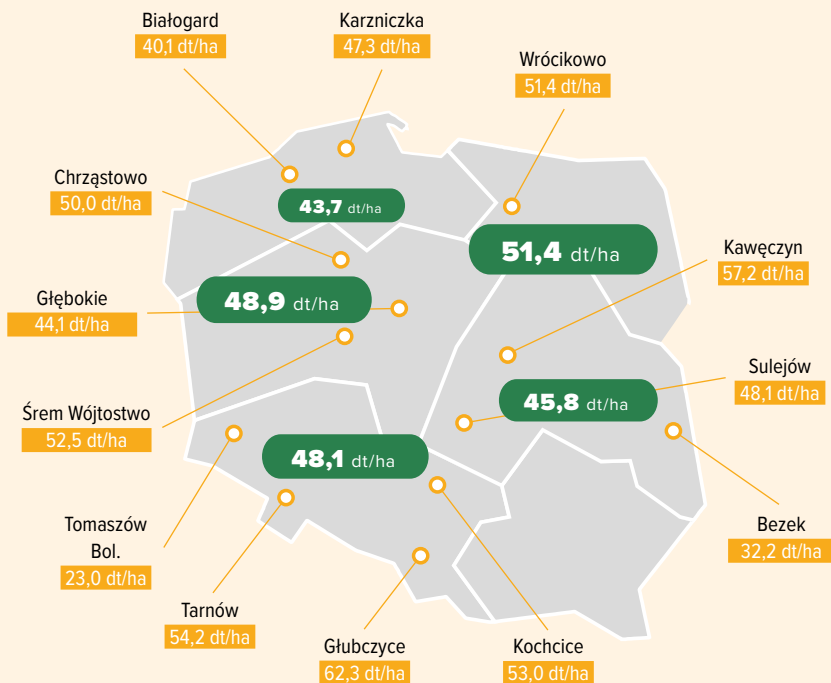 Białogard
40,1 dt/ha
Karzniczka
47,3 dt/ha
Wrócikowo
51,4 dt/ha
Chrząstowo
50,0 dt/ha
43,7 dt/ha
51,4 dt/ha
Kawęczyn
57,2 dt/ha
Głębokie
44,1 dt/ha
48,9 dt/ha
Sulejów
48,1 dt/ha
45,8 dt/ha
Śrem Wójtostwo
52,5 dt/ha
48,1 dt/ha
Tomaszów
Bol.
23,0 dt/ha
Bezek
32,2 dt/ha
Tarnów
54,2 dt/ha
Głubczyce
62,3 dt/ha
Kochcice
53,0 dt/ha